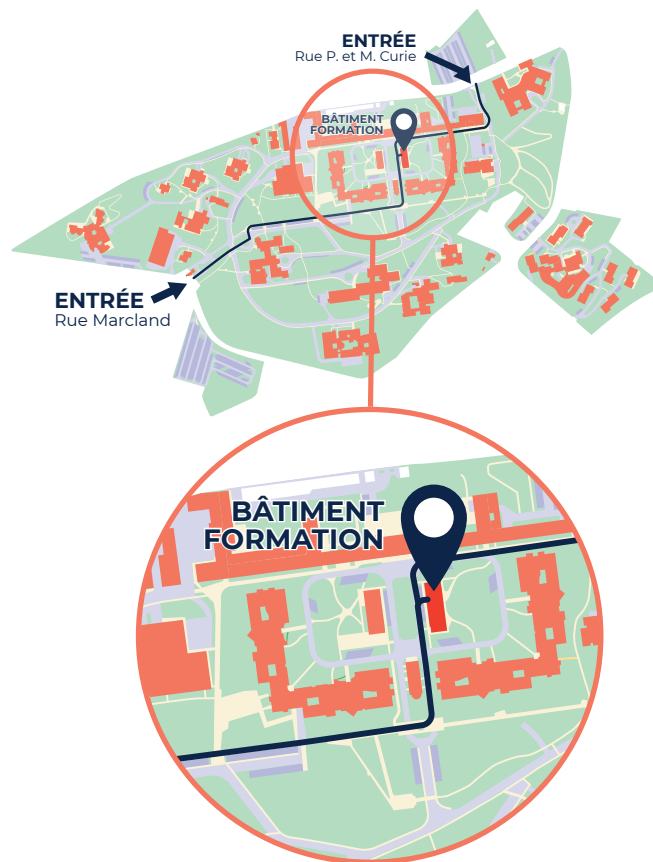 ENTRÉE
Rue P. et M. Curie
BÂTIMENT
FORMATION
ENTRÉE
Rue Marcland
BÂTIMENT
FORMATION